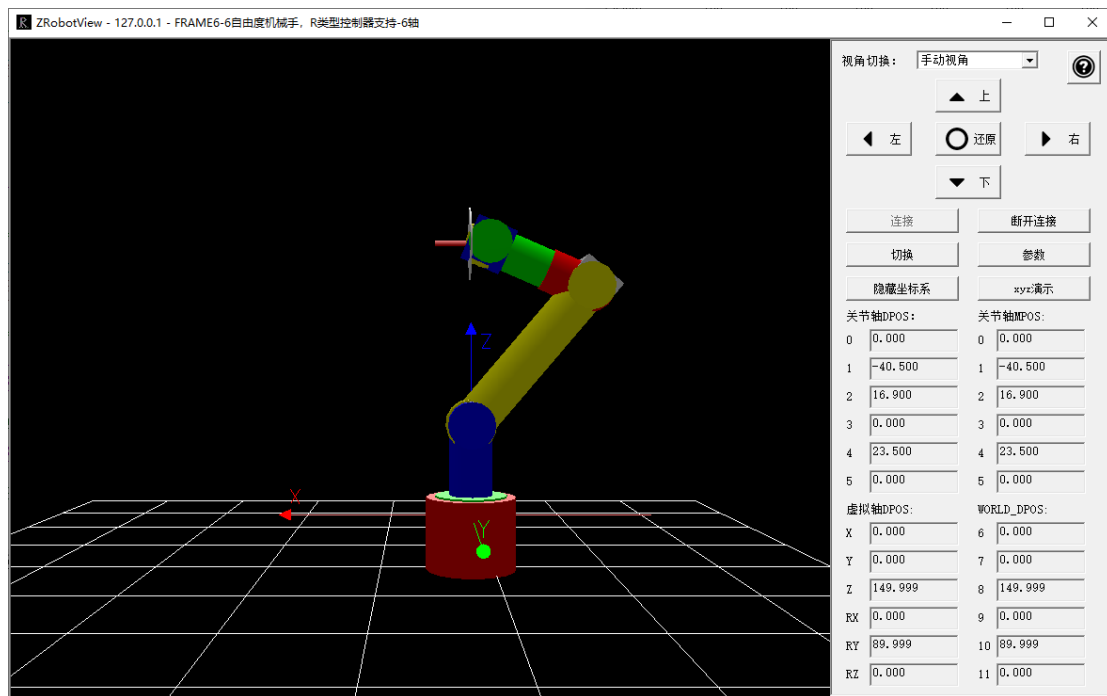 ZRobotView - 127.0.0.1 - FRAME6-6自由度机械手, R类型控制器支持-6轴
视角切换: 手动视角
上
左 还原 右
下
连接 断开连接
切换 参数
隐藏坐标系 xyz演示
关节轴DPOS: 关节轴MPOS:
0 0.000 0 0.000
1 -40.500 1 -40.500
2 16.900 2 16.900
3 0.000 3 0.000
4 23.500 4 23.500
5 0.000 5 0.000
虚拟轴DPOS: WORLD_DPOS:
X 0.000 6 0.000
Y 0.000 7 0.000
Z 149.999 8 149.999
RX 0.000 9 0.000
RY 89.999 10 89.999
RZ 0.000 11 0.000
Z
X
Y